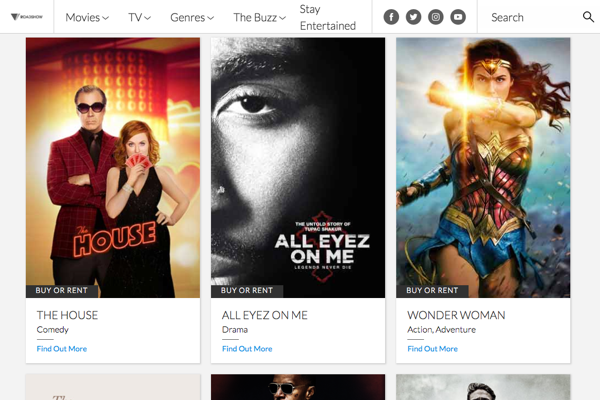 ROADSHOW
Movies
TV
Genres
The Buzz
Stay
Entertained
Search
The
HOUSE
BUY OR RENT
THE HOUSE
Comedy
Find Out More
THE UNTOLD STORY OF
TUPAC SHAKUR
ALL EYEZ
ON ME
LEGENDS NEVER DIE
BUY OR RENT
ALL EYEZ ON ME
Drama
Find Out More
BUY OR RENT
WONDER WOMAN
Action, Adventure
Find Out More
The